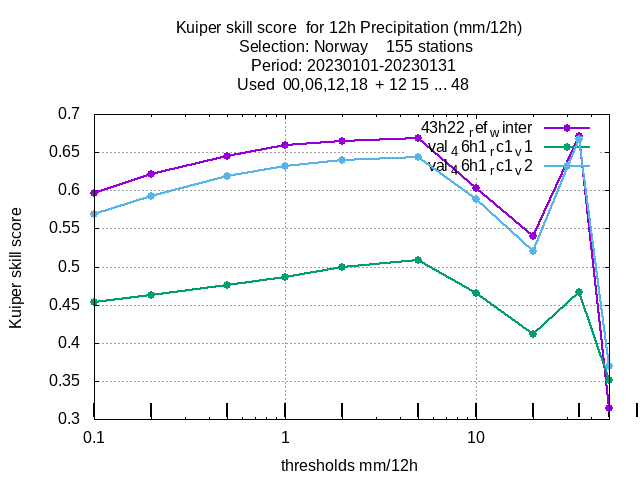 Kuiper skill score  for 12h Precipitation (mm/12h)
Selection: Norway    155 stations
Period: 20230101-20230131
Used  00,06,12,18  + 12 15 ... 48
0.7
0.65
0.6
0.55
0.5
0.45
0.4
0.35
0.3
Kuiper skill score
43h22_ref_winter
val_46h1_rc1_v1
val_46h1_rc1_v2
0.1
1
10
thresholds mm/12h